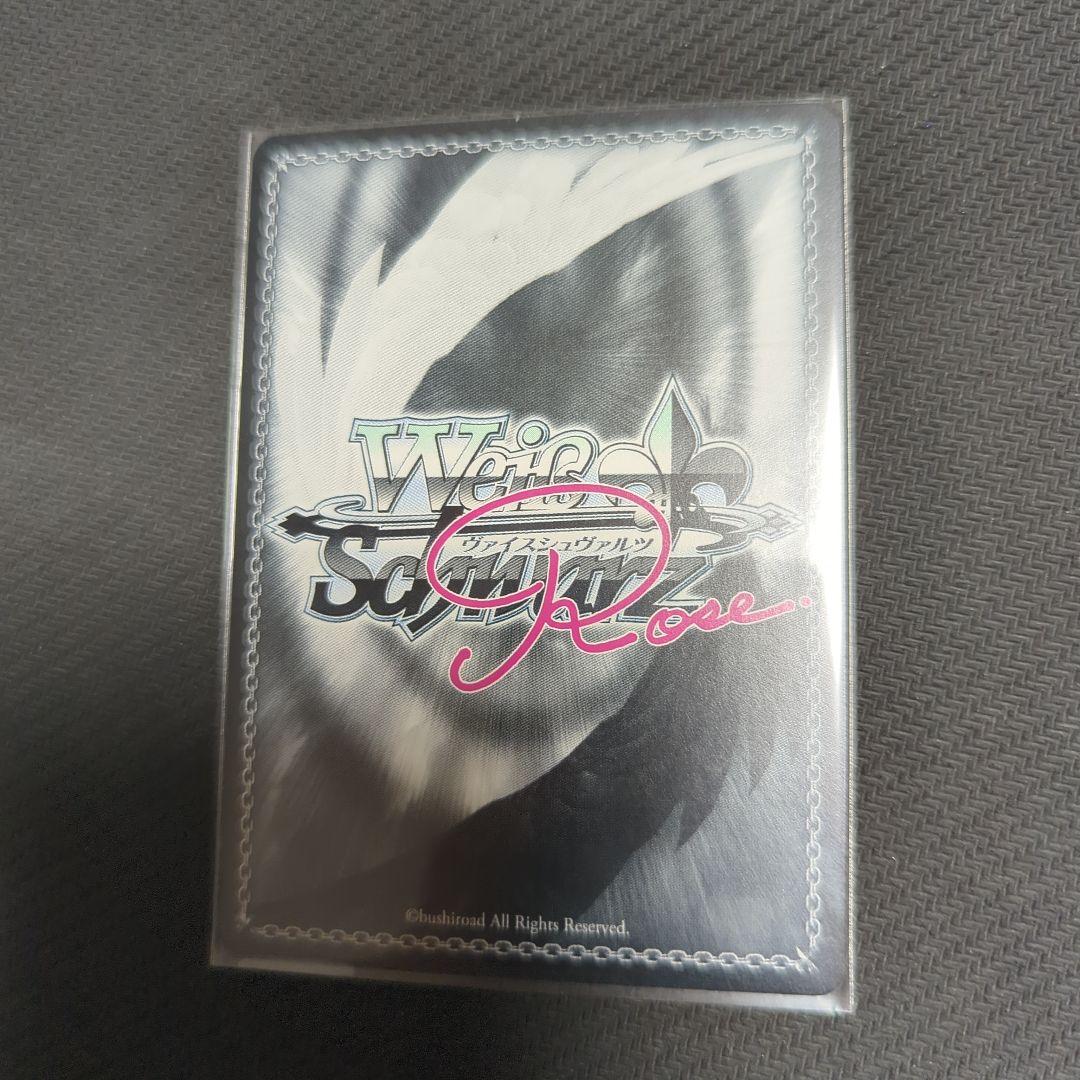 Weiß
ヴァイスシュヴァルツ
Schwarz
Rose.
©bushiroad All Rights Reserved.